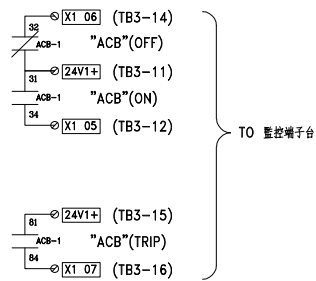 32 X1 06 (TB3-14)
ACB-1 "ACB"(OFF)
31 24V1+ (TB3-11)
ACB-1 "ACB"(ON)
34 X1 05 (TB3-12)
TO 監控端子台
81 24V1+ (TB3-15)
ACB-1 "ACB"(TRIP)
84 X1 07 (TB3-16)